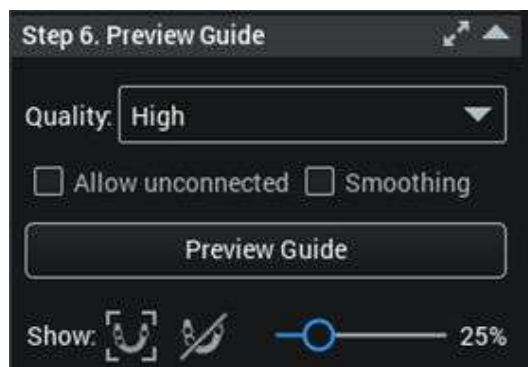 Step 6. Preview Guide
Quality: High
Allow unconnected Smoothing
Preview Guide
Show: 25%